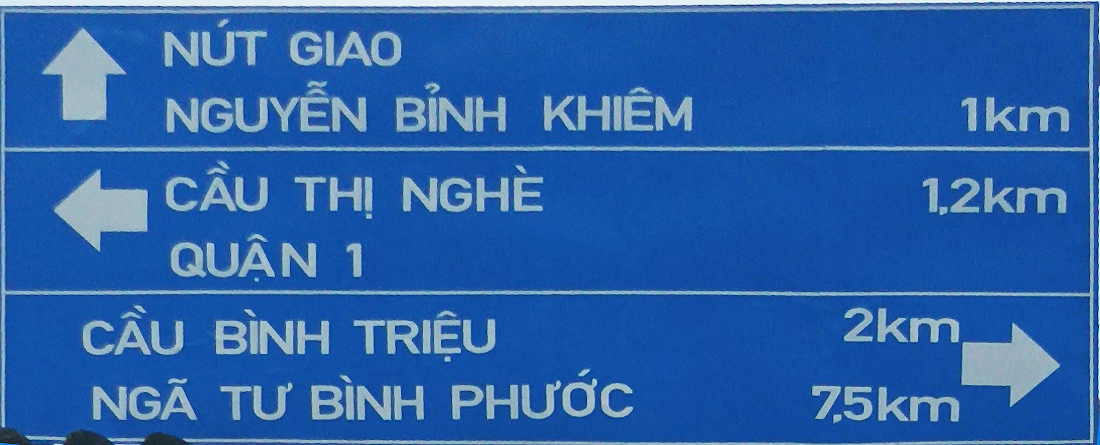 NÚT GIAO
NGUYỄN BỈNH KHIÊM 1km
CẦU THỊ NGHÈ 1,2km
QUẬN 1
CẦU BÌNH TRIỆU 2km
NGÃ TƯ BÌNH PHƯỚC 7,5km